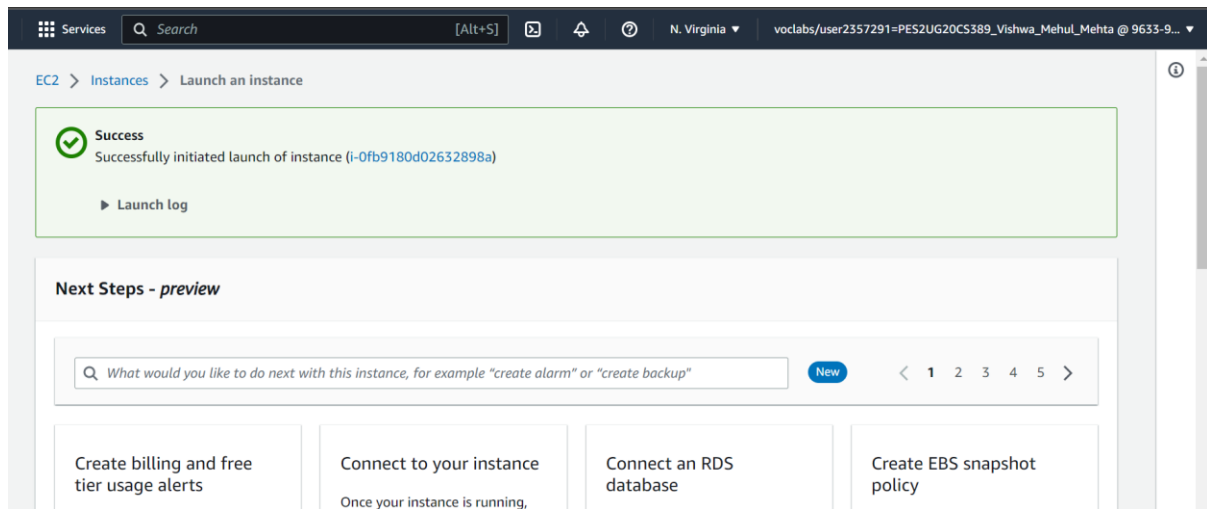 Services Search [Alt+S] N. Virginia ▼ voclabs/user2357291=PES2UG20CS389_Vishwa_Mehul_Mehta @ 9633-9... ▼
EC2 > Instances > Launch an instance
Success
Successfully initiated launch of instance (i-0fb9180d02632898a)
▶ Launch log
Next Steps - preview
What would you like to do next with this instance, for example "create alarm" or "create backup" New < 1 2 3 4 5 >
Create billing and free
tier usage alerts
Connect to your instance
Once your instance is running,
Connect an RDS
database
Create EBS snapshot
policy